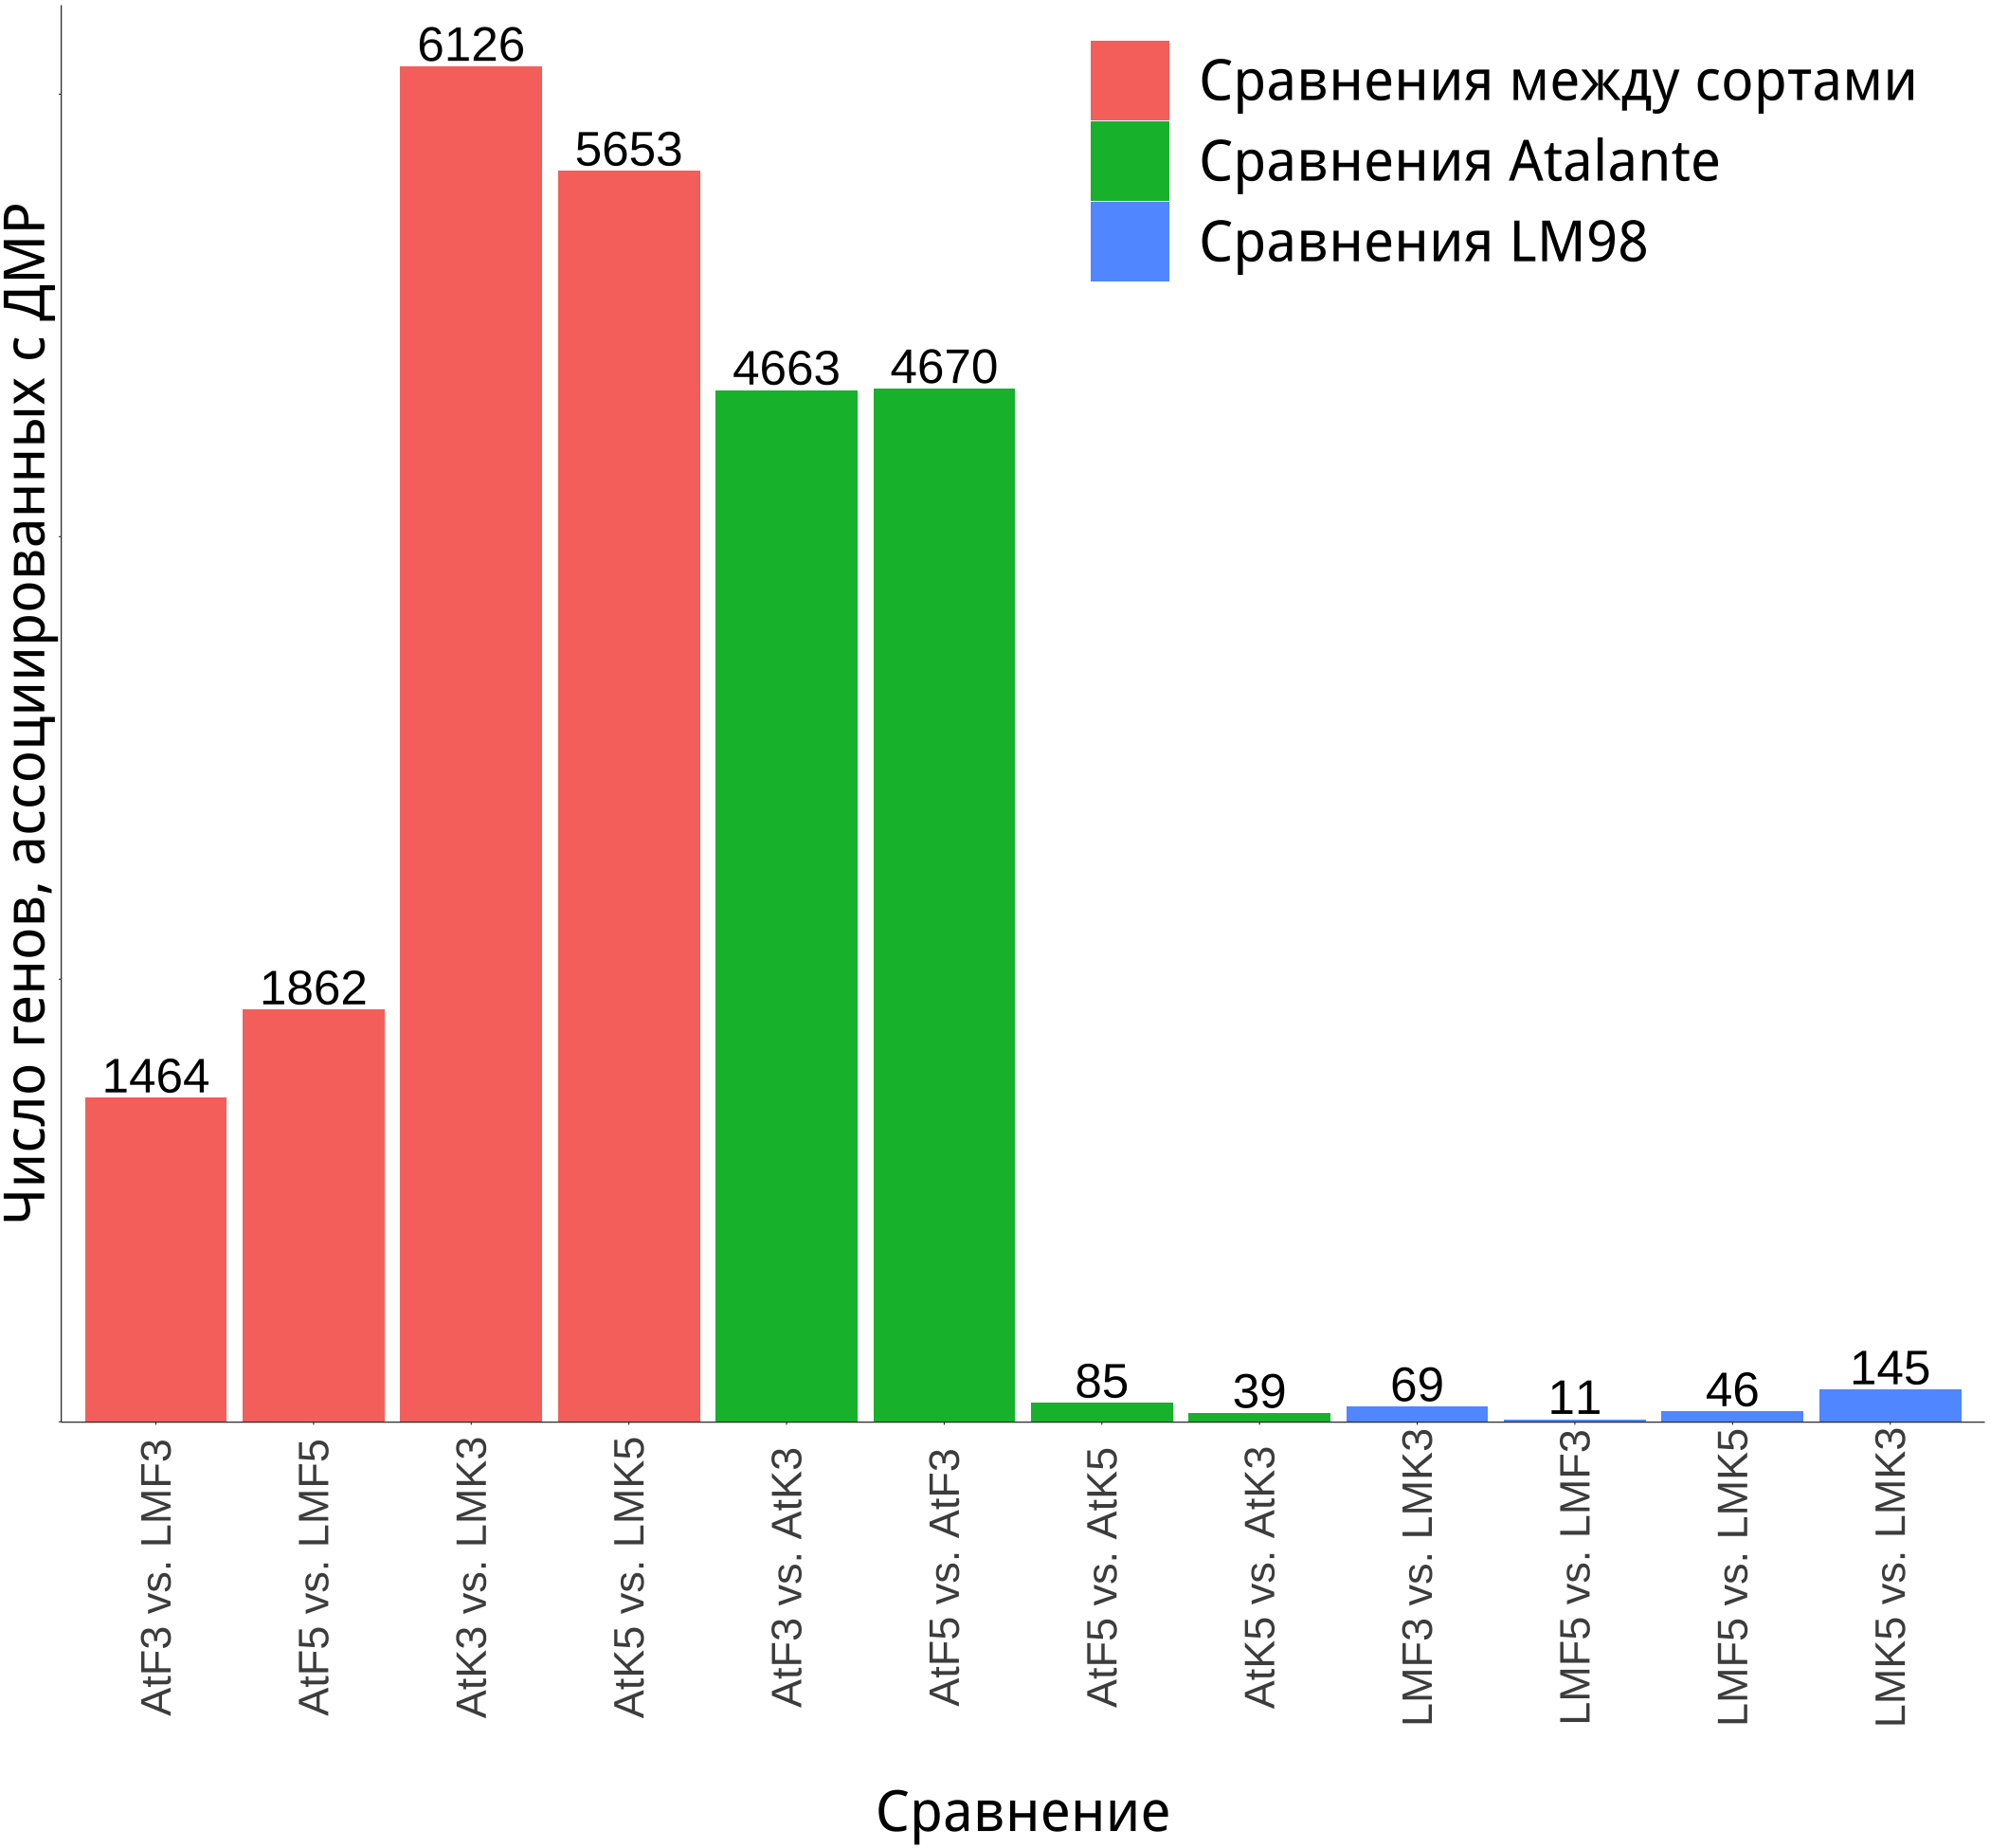 Число генов, ассоциированных с ДМР
Сравнения между сортами
Сравнения Atalante
Сравнения LM98
1464
1862
6126
5653
4663
4670
85
39
69
11
46
145
AtF3 vs. LMF3
AtF5 vs. LMF5
AtK3 vs. LMK3
AtK5 vs. LMK5
AtF3 vs. AtK3
AtF5 vs. AtF3
AtF5 vs. AtK5
AtK5 vs. AtK3
LMF3 vs. LMK3
LMF5 vs. LMF3
LMF5 vs. LMK5
LMK5 vs. LMK3
Сравнение